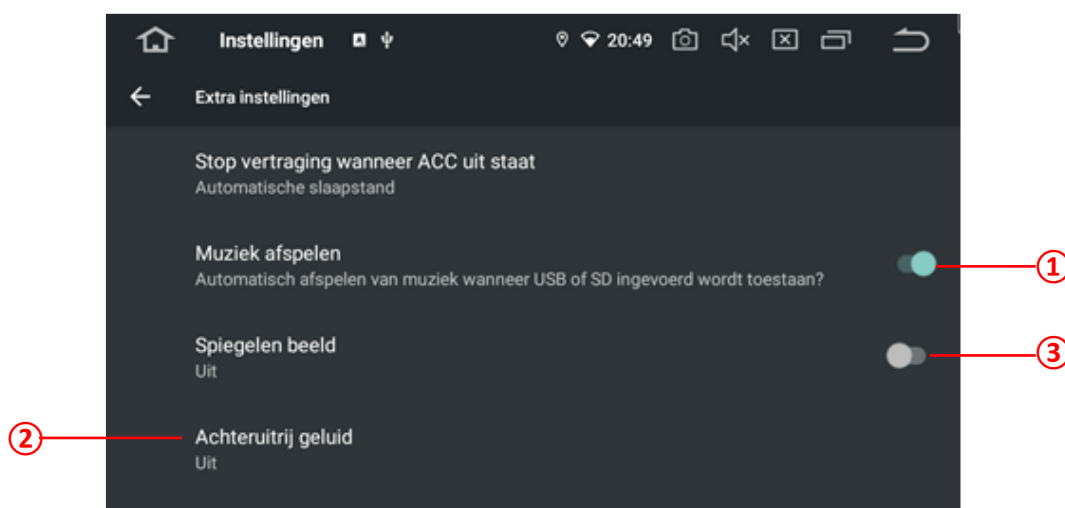 Instellingen 20:49
Extra instellingen
Stop vertraging wanneer ACC uit staat
Automatische slaapstand
Muziek afspelen
Automatisch afspelen van muziek wanneer USB of SD ingevoerd wordt toestaan?
①
Spiegelen beeld
Uit
③
② Achteruitrij geluid
Uit